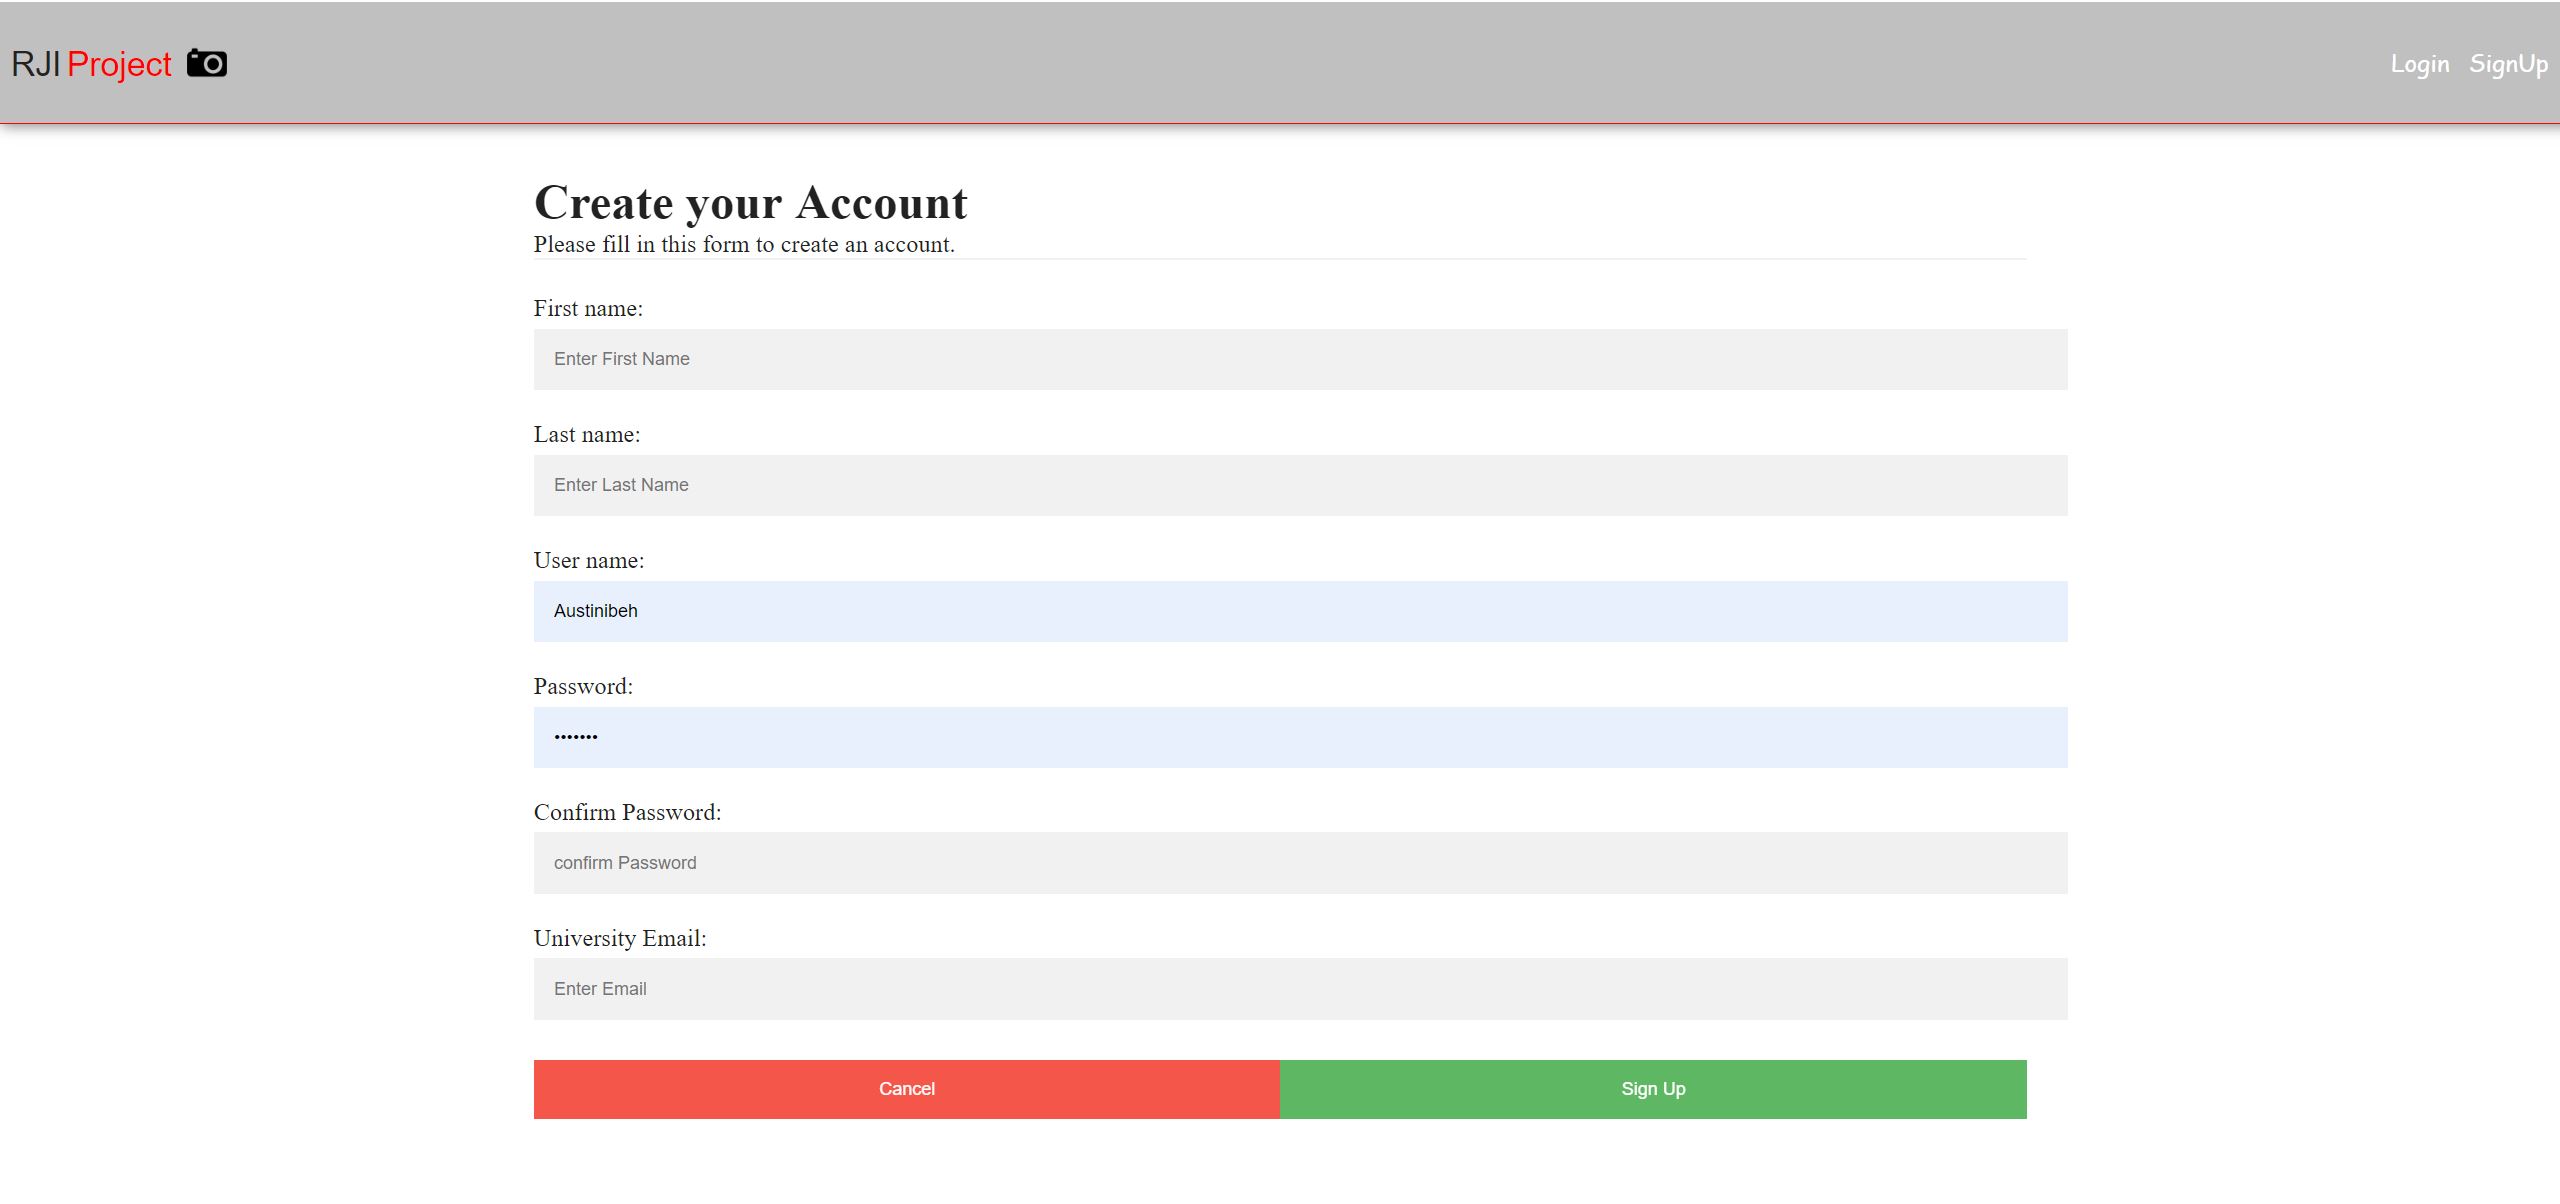 RJI Project
Login SignUp
Create your Account
Please fill in this form to create an account.
First name:
Enter First Name
Last name:
Enter Last Name
User name:
Austinibeh
Password:
•••••••
Confirm Password:
confirm Password
University Email:
Enter Email
Cancel Sign Up